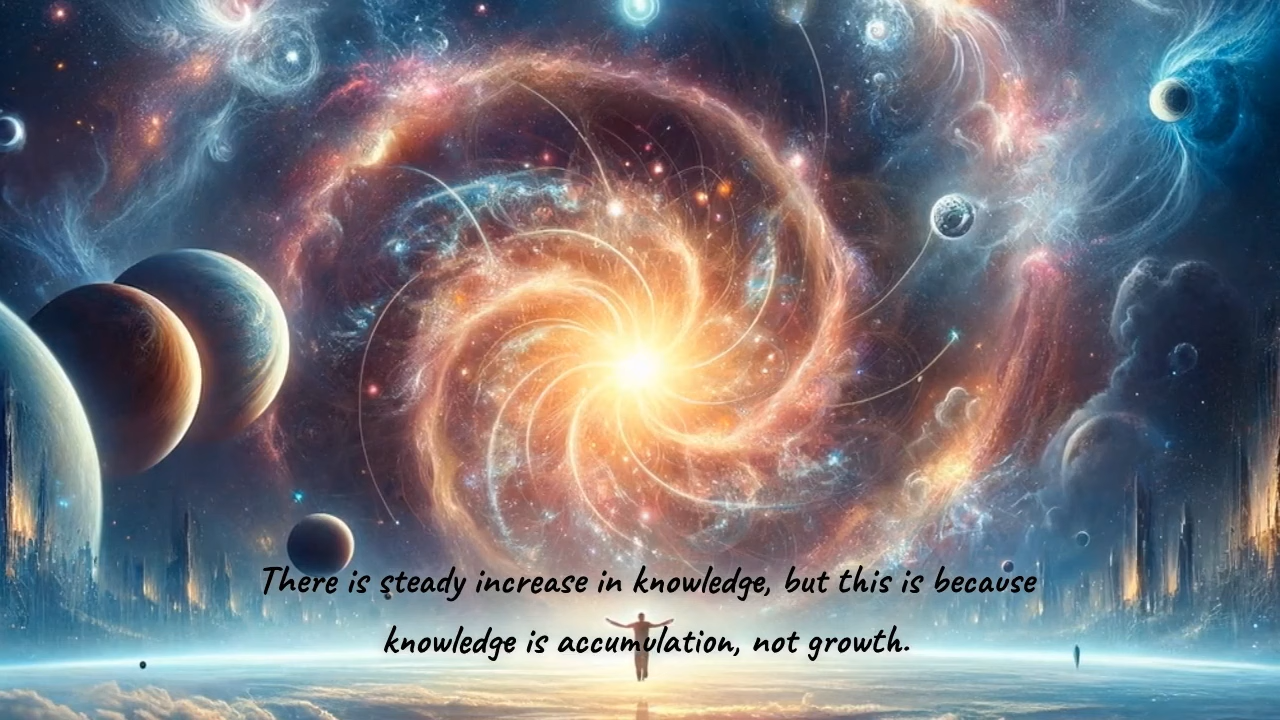 There is steady increase in knowledge, but this is because
knowledge is accumulation, not growth.